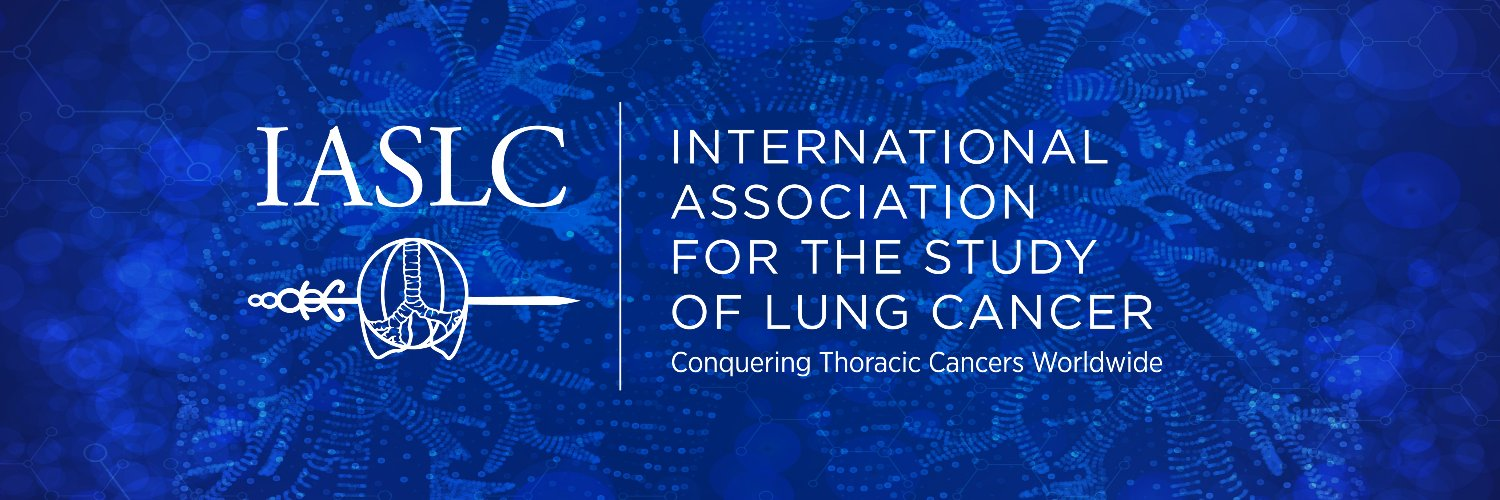 IASLC
INTERNATIONAL
ASSOCIATION
FOR THE STUDY
OF LUNG CANCER
Conquering Thoracic Cancers Worldwide